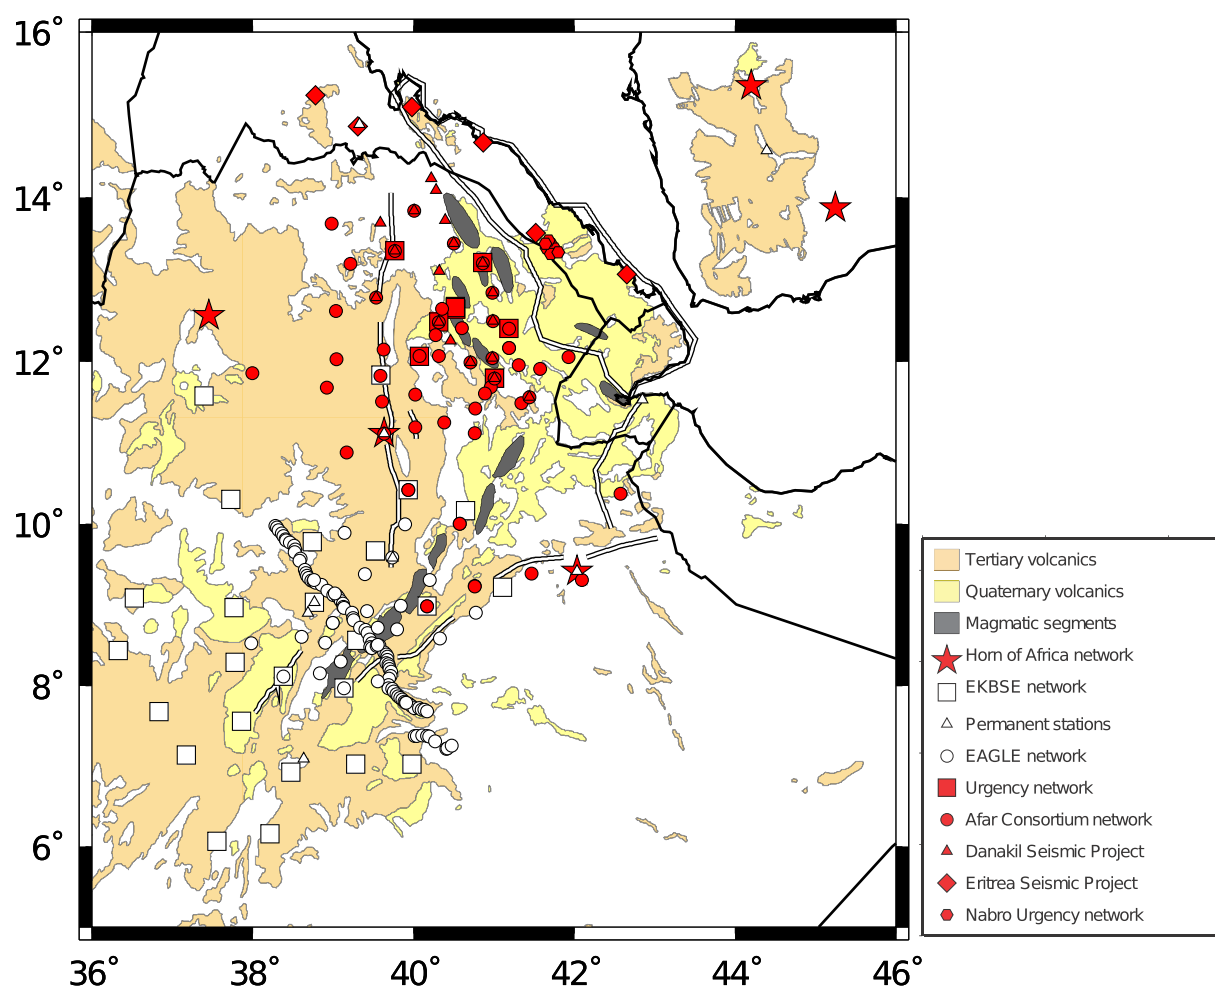 16°
14°
12°
10°
8°
6°
36°
38°
40°
42°
44°
46°
Tertiary volcanics
Quaternary volcanics
Magmatic segments
Horn of Africa network
EKBSE network
Permanent stations
EAGLE network
Urgency network
Afar Consortium network
Danakil Seismic Project
Eritrea Seismic Project
Nabro Urgency network